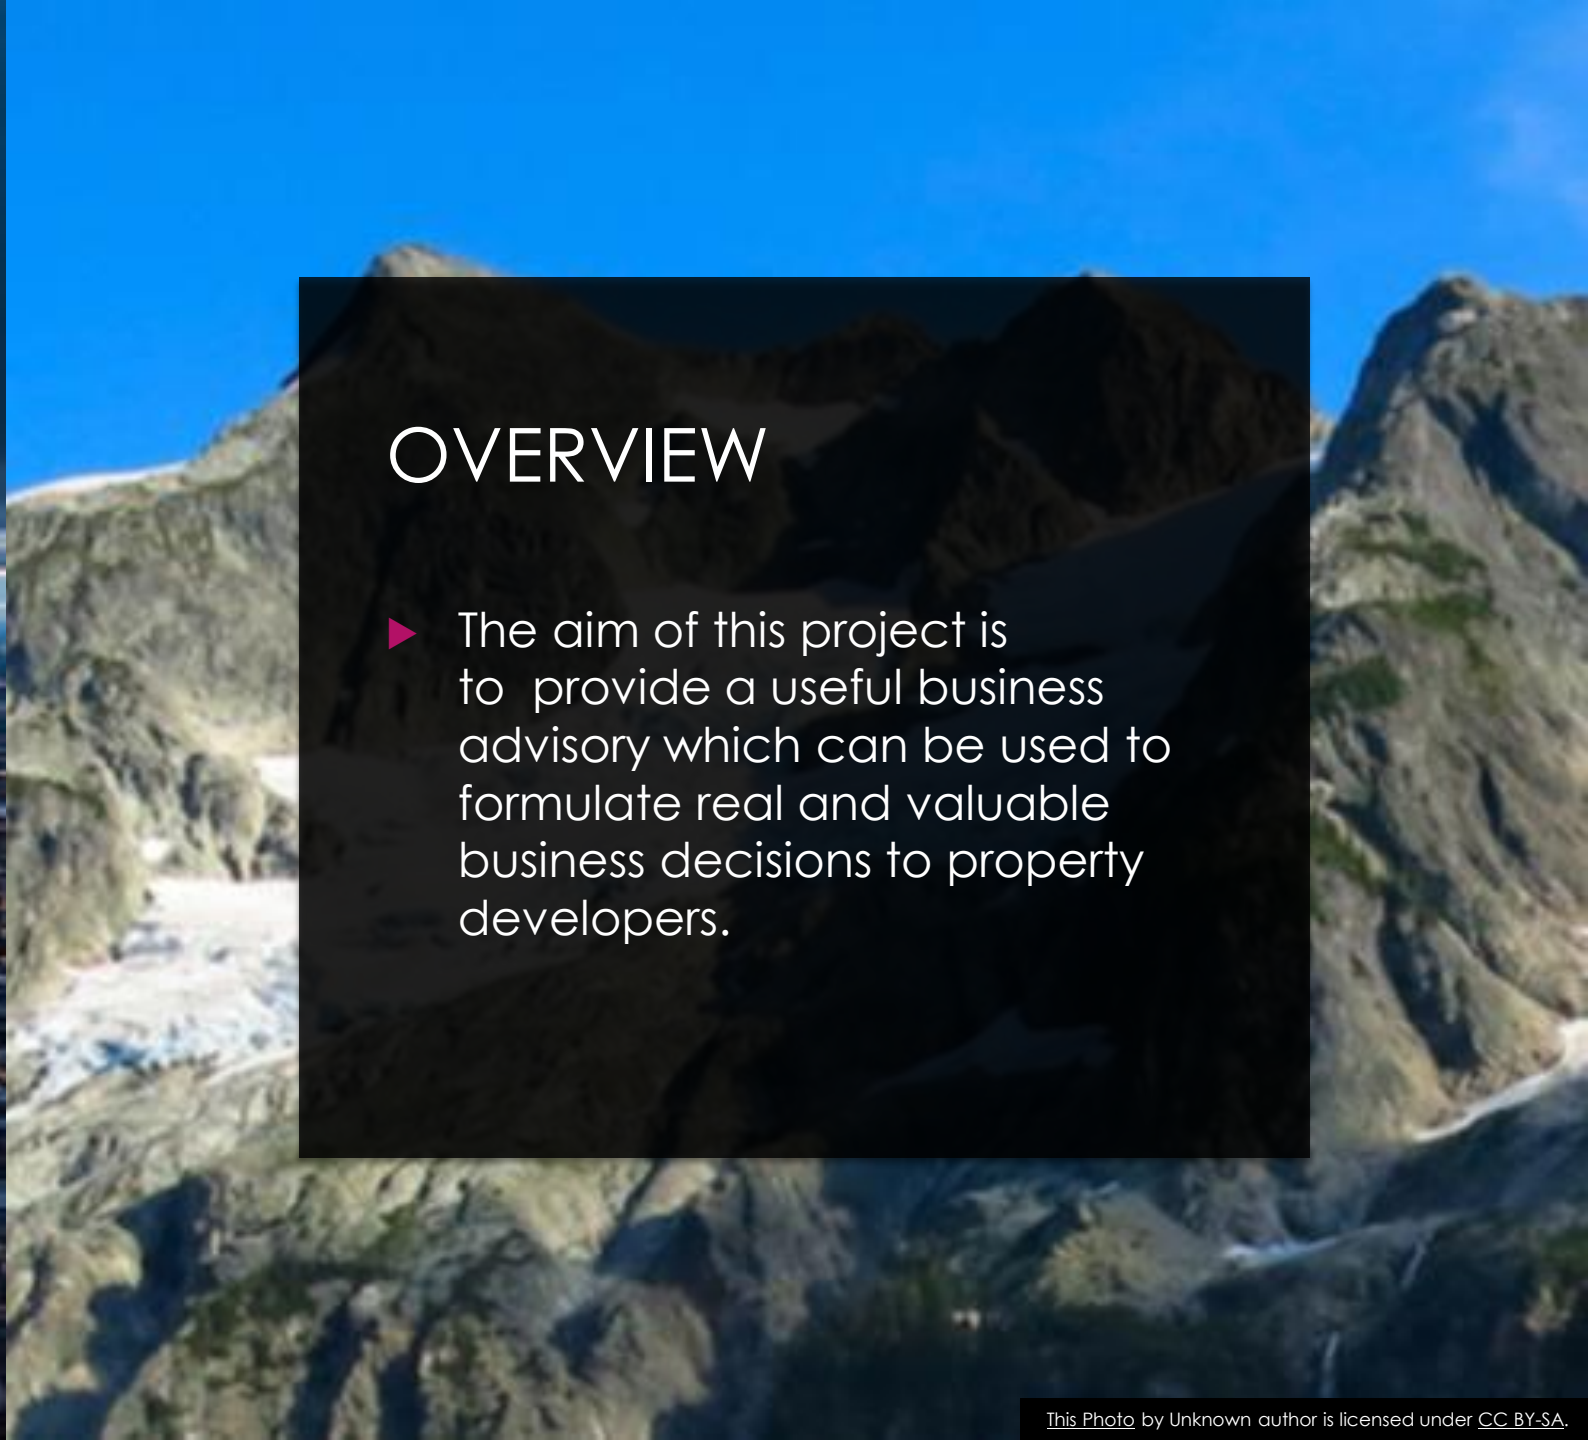 OVERVIEW
The aim of this project is
to  provide a useful business
advisory which can be used to
formulate real and valuable
business decisions to property
developers.
This Photo by Unknown author is licensed under CC BY-SA.